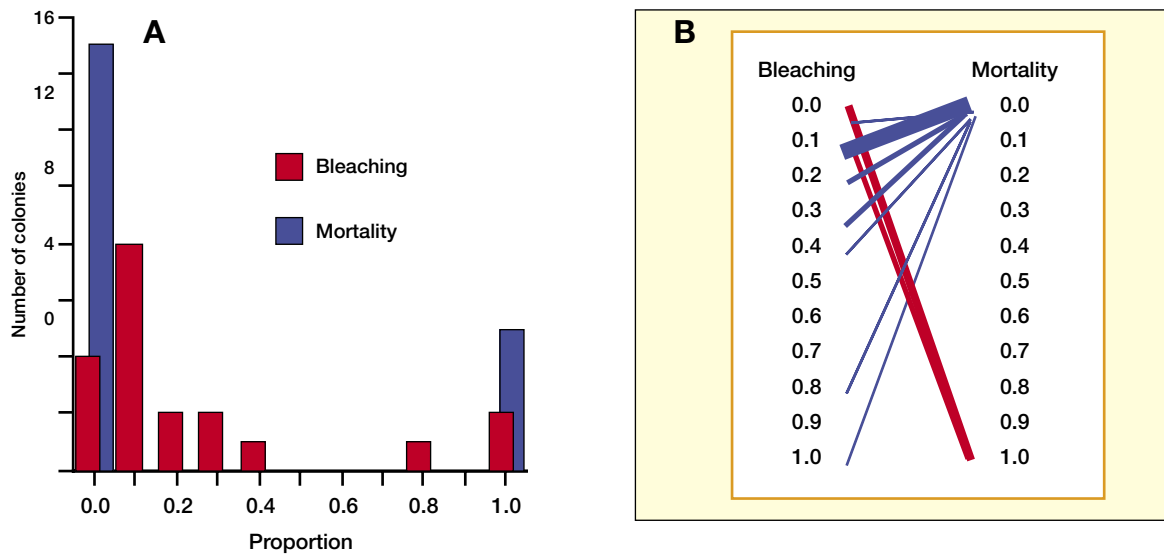 A
16
12
8
4
0
Number of colonies
Bleaching
Mortality
0.0 0.2 0.4 0.6 0.8 1.0
Proportion
B
Bleaching Mortality
0.0 0.0
0.1 0.1
0.2 0.2
0.3 0.3
0.4 0.4
0.5 0.5
0.6 0.6
0.7 0.7
0.8 0.8
0.9 0.9
1.0 1.0